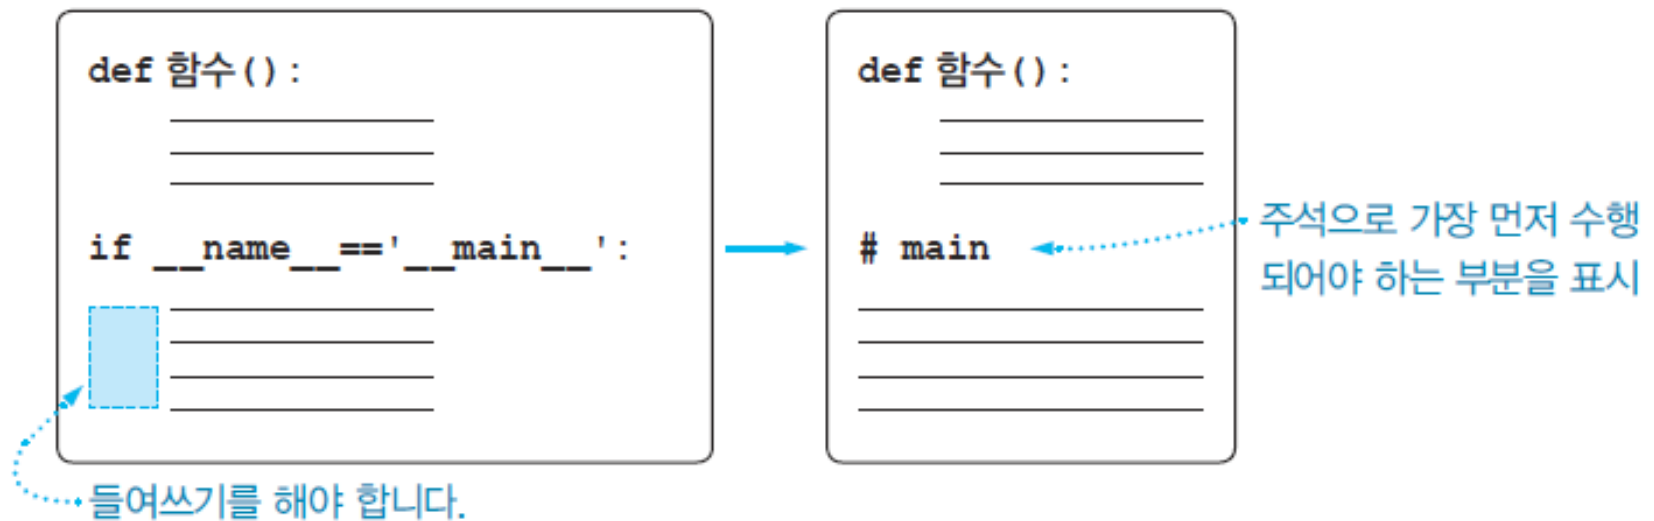 def 함수():
if __name__=='__main__':
들여쓰기를 해야 합니다.
def 함수():
# main
주석으로 가장 먼저 수행
되어야 하는 부분을 표시